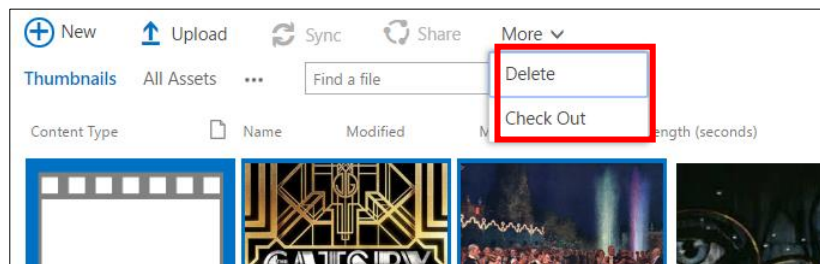 New Upload Sync Share More
Thumbnails All Assets ••• Find a file Delete
Check Out
Content Type Name Modified M ength (seconds)
GATSBY